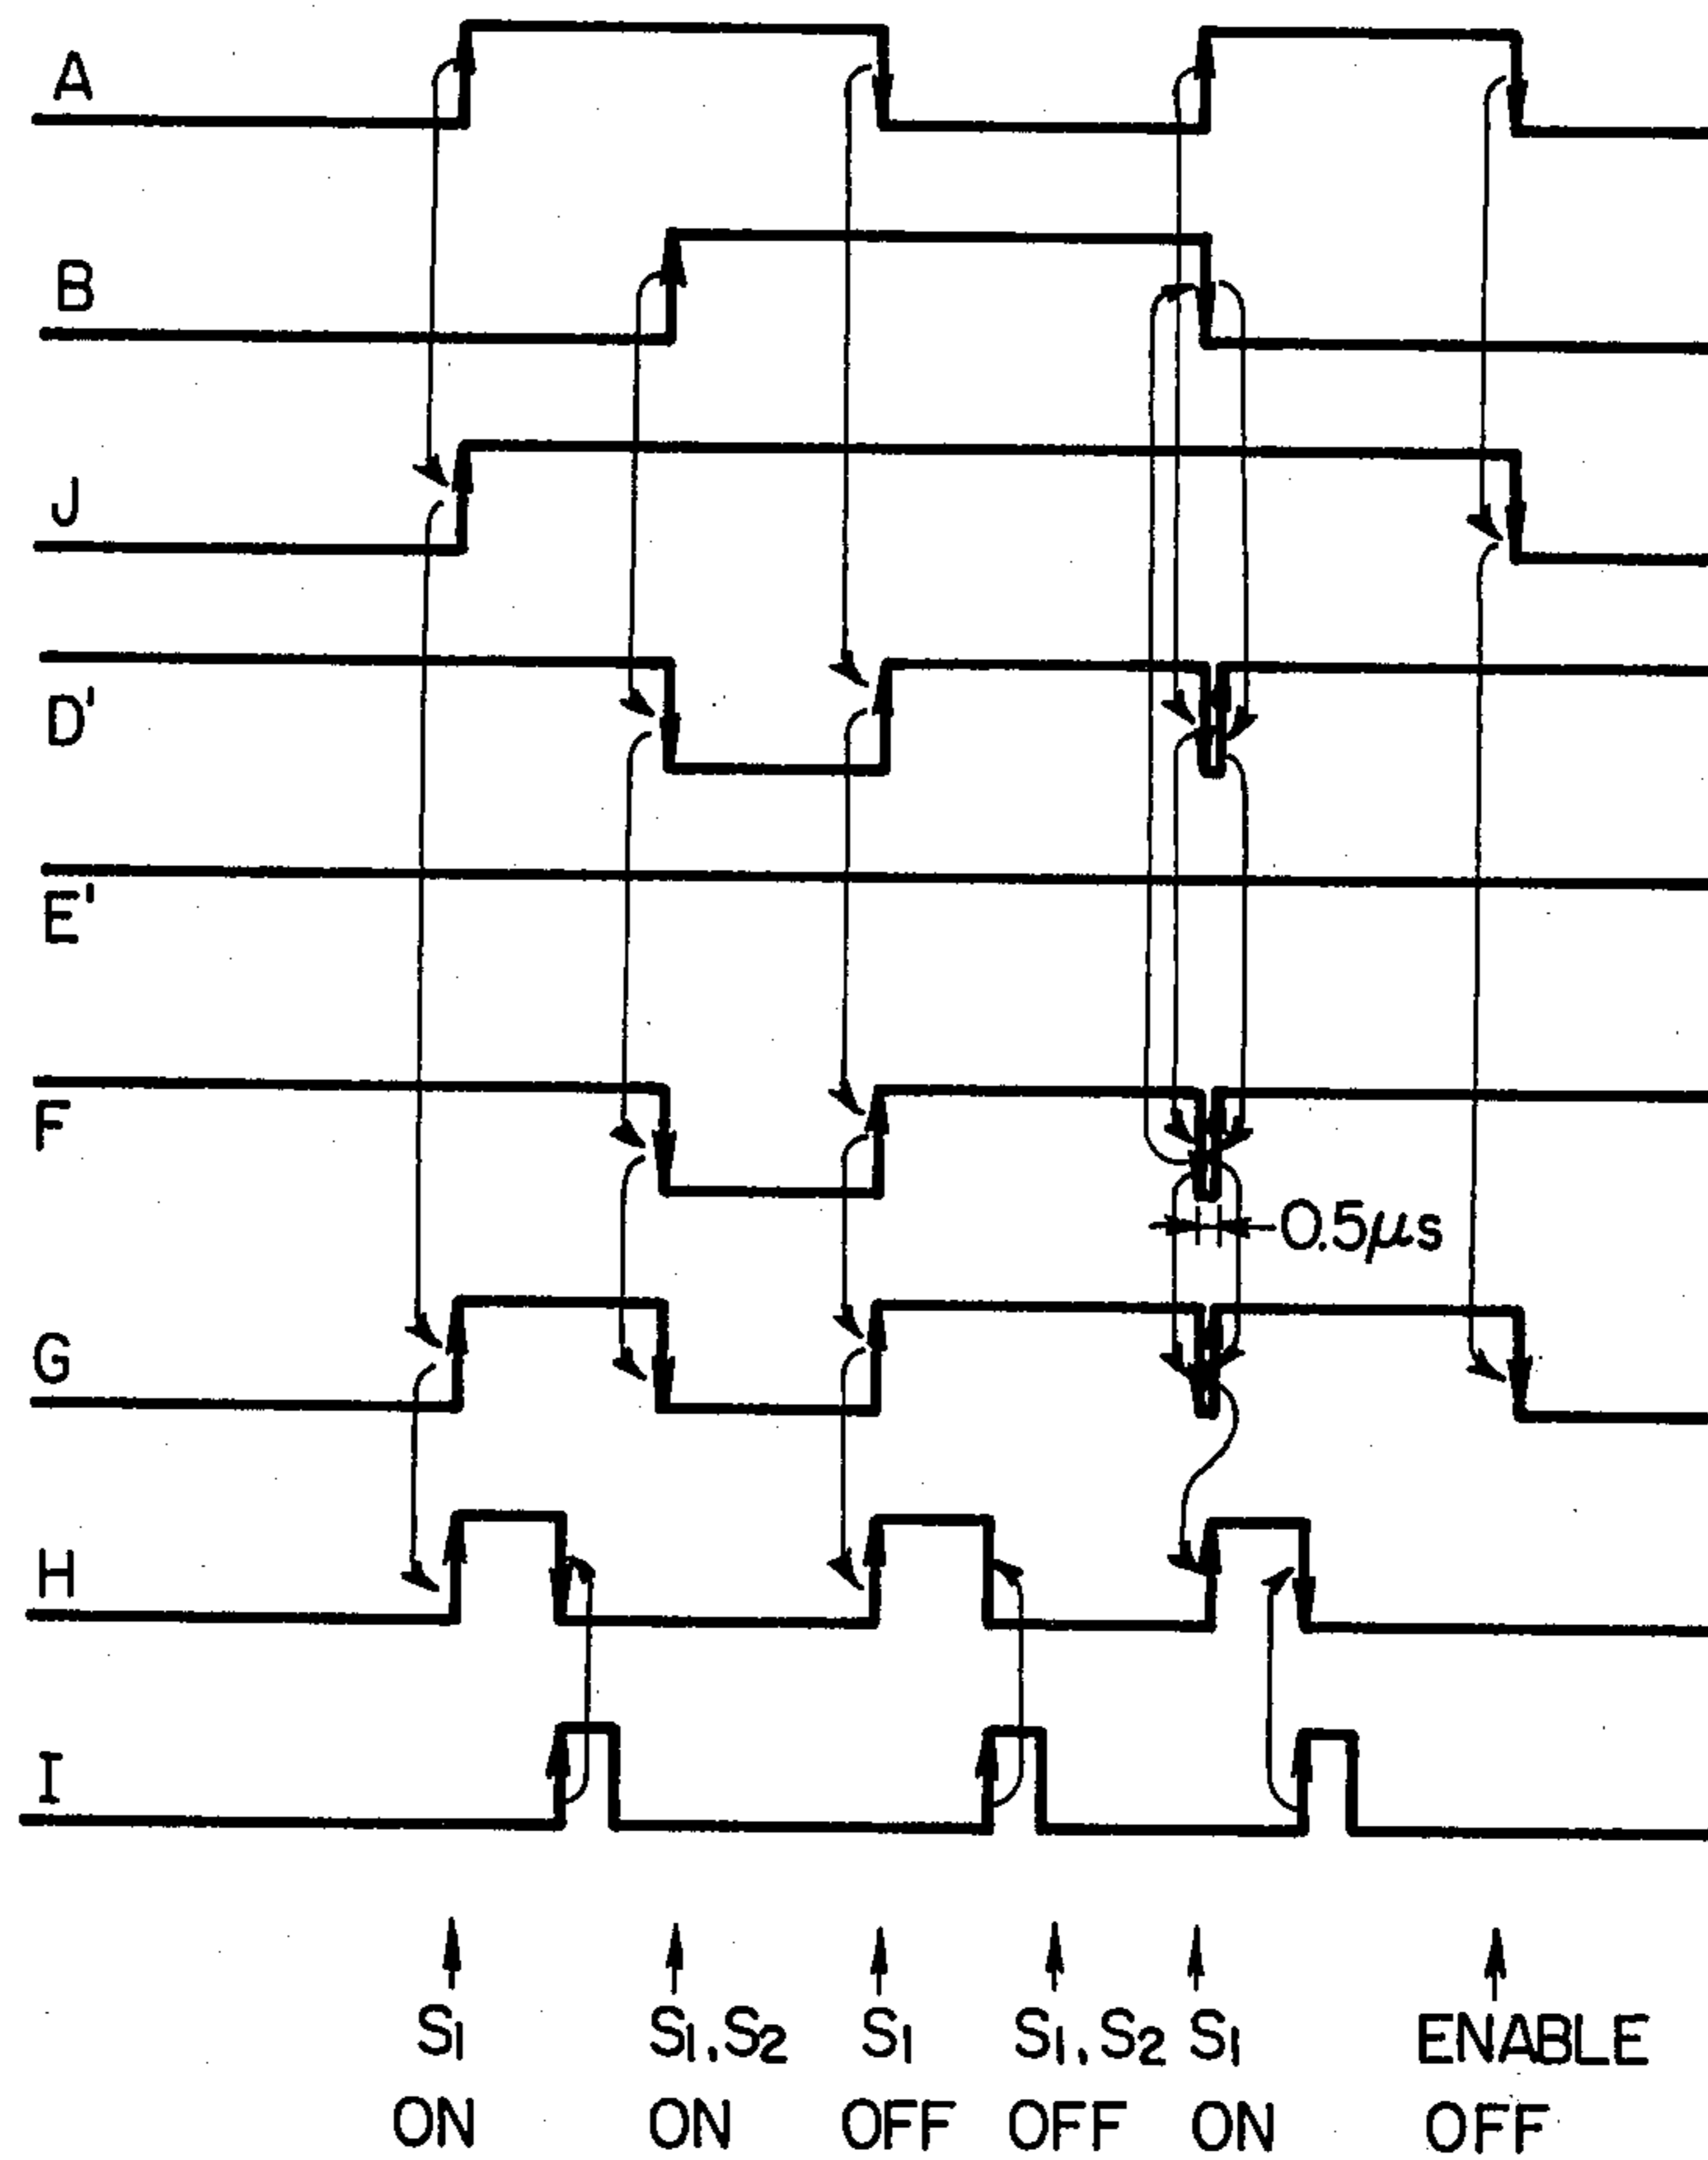 A
B
J
D'
E'
F
0.5μs
G
H
I
S1 ON
S1.S2 ON
S1 OFF
S1, S2 OFF
S1 ON
ENABLE OFF